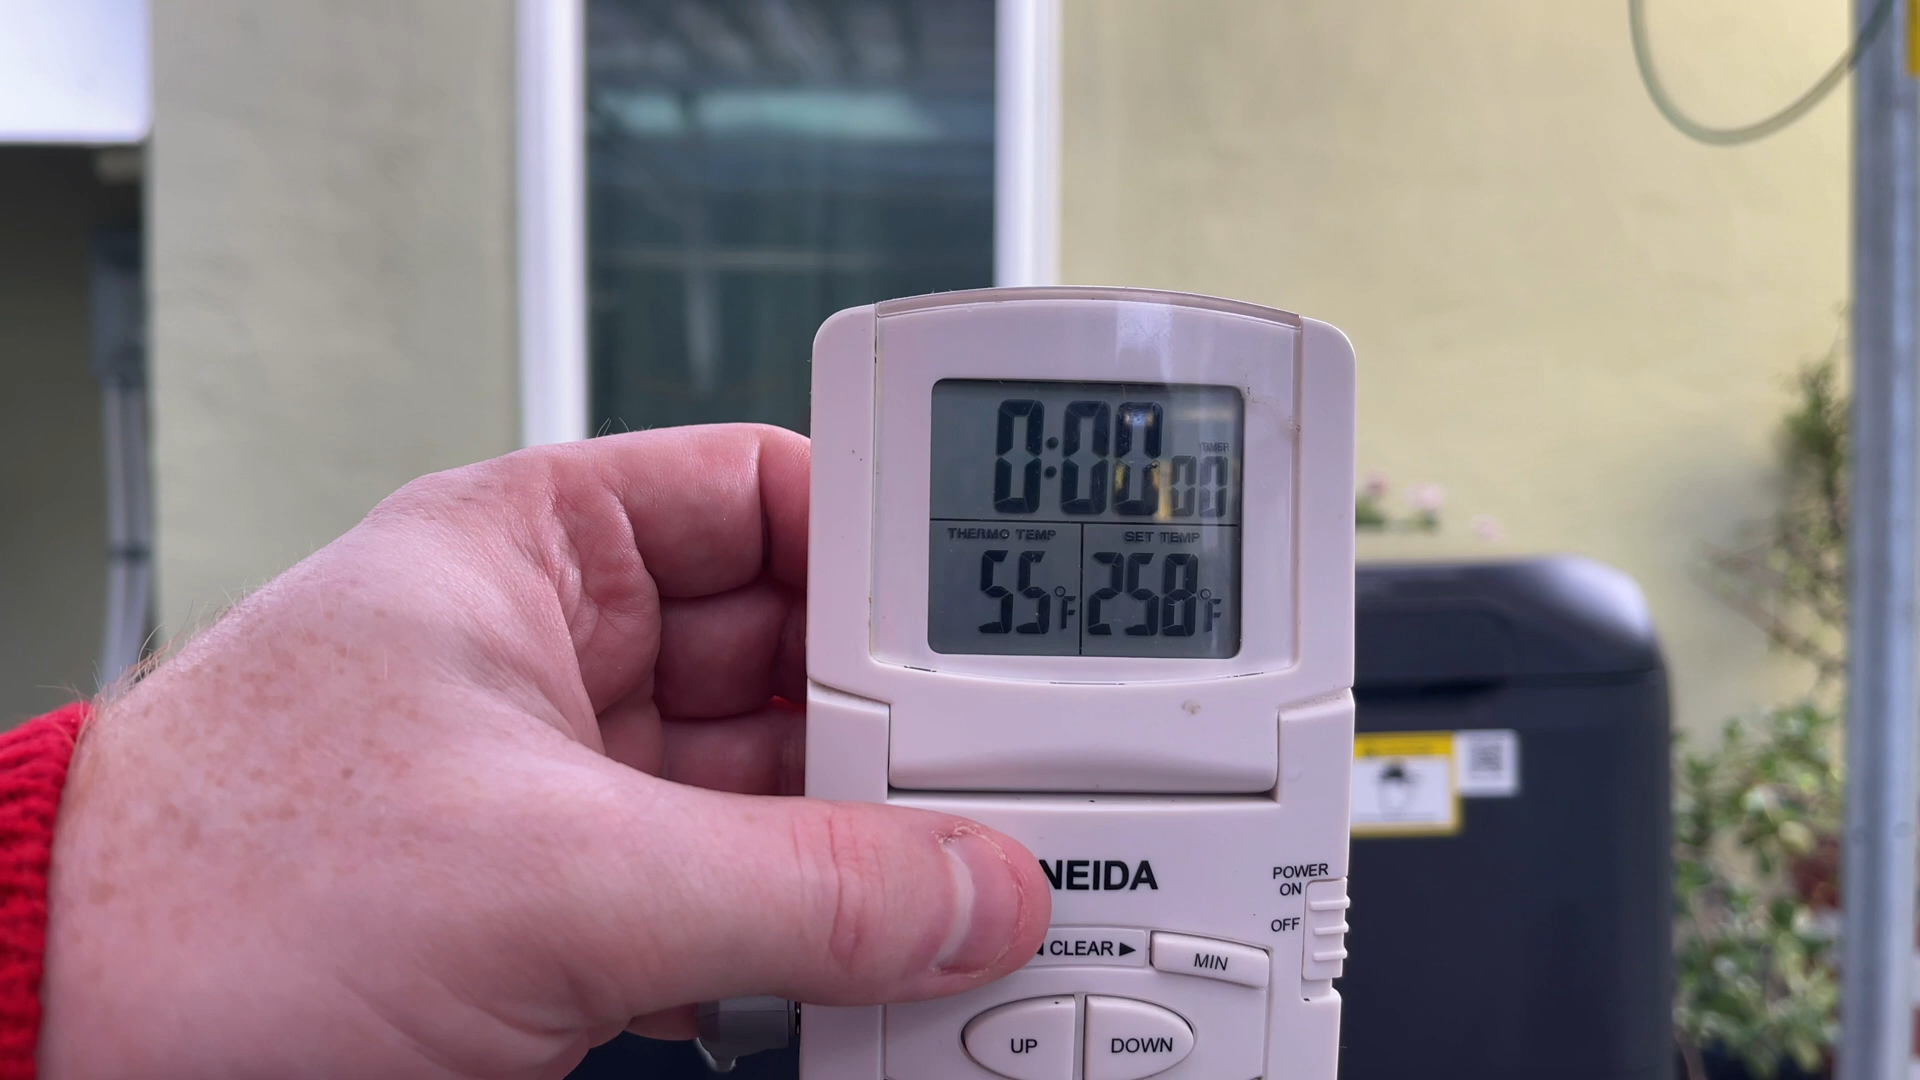 0:00 00
TIMER
THERMO TEMP
SET TEMP
55°F
258°F
NEIDA
POWER
ON
OFF
◀ CLEAR ▶
MIN
UP
DOWN